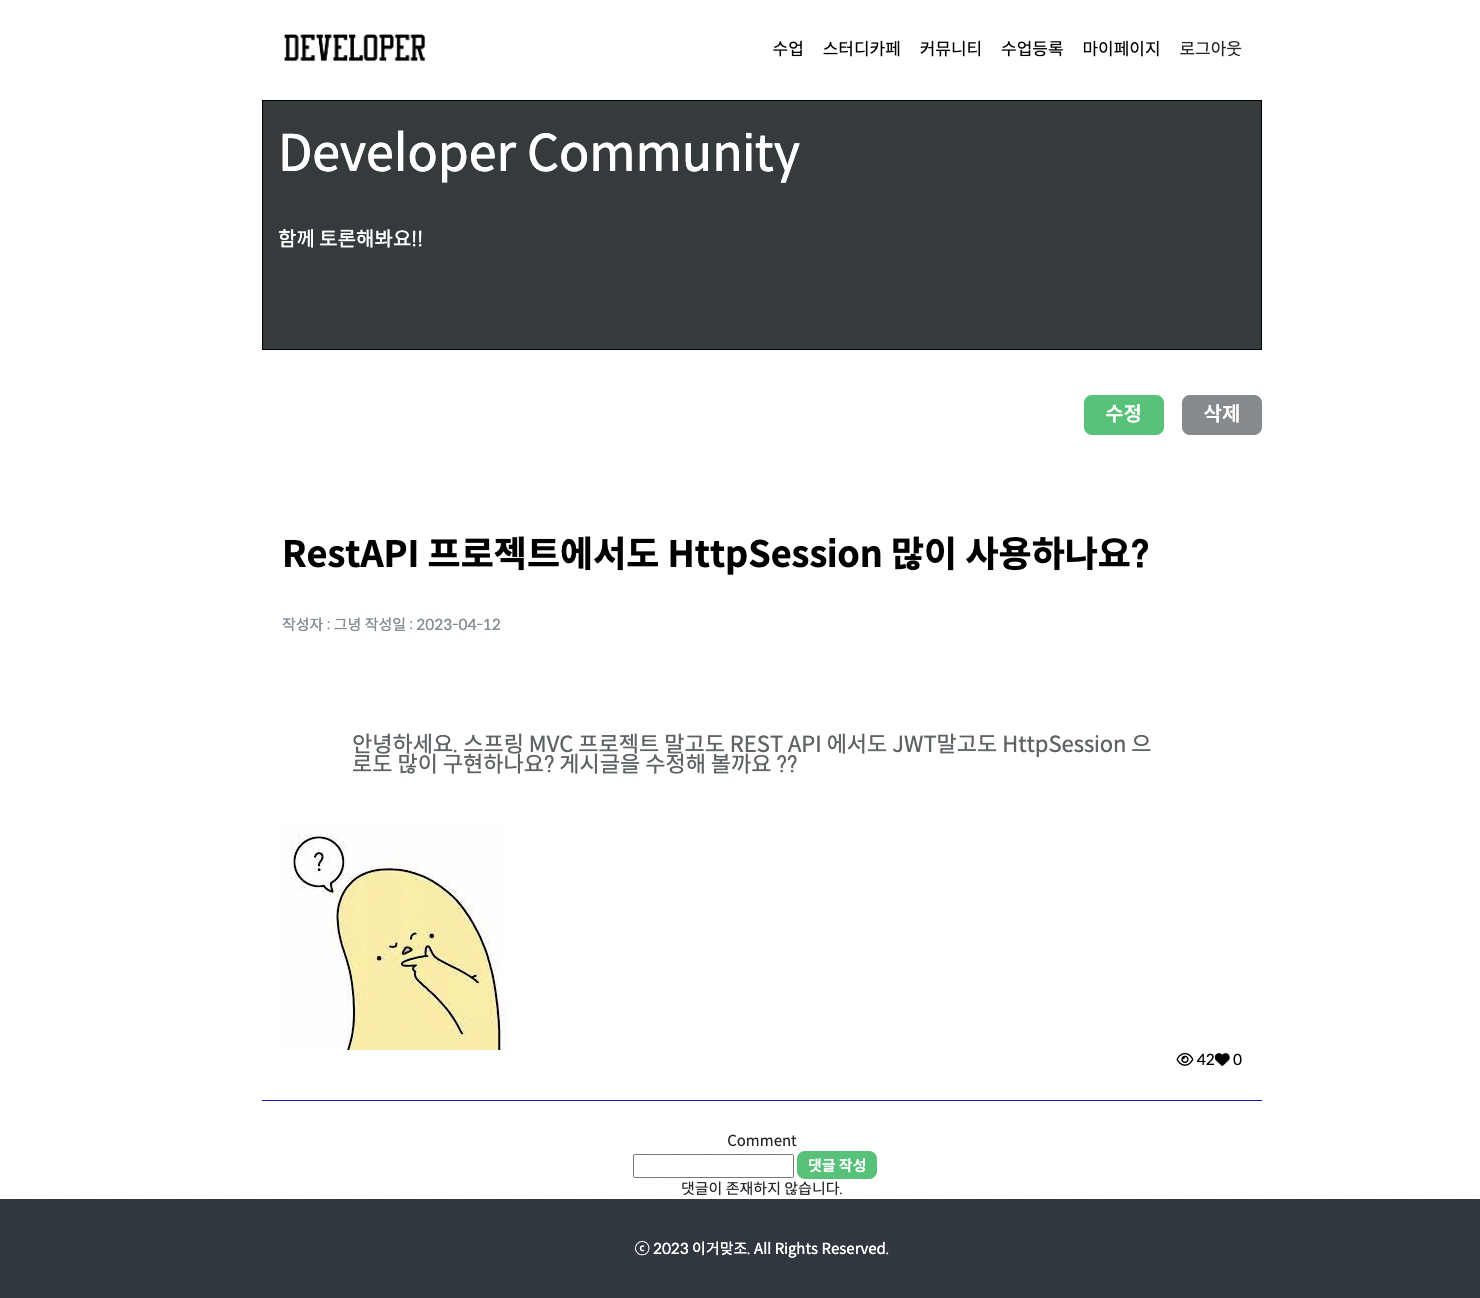 DEVELOPER
수업 스터디카페 커뮤니티 수업등록 마이페이지 로그아웃
Developer Community
함께 토론해봐요!!
수정 삭제
RestAPI 프로젝트에서도 HttpSession 많이 사용하나요?
작성자 : 그녕 작성일 : 2023-04-12
안녕하세요. 스프링 MVC 프로젝트 말고도 REST API 에서도 JWT말고도 HttpSession 으
로도 많이 구현하나요? 게시글을 수정해 볼까요 ??
?
42 0
Comment
댓글 작성
댓글이 존재하지 않습니다.
ⓒ 2023 이거맞조. All Rights Reserved.